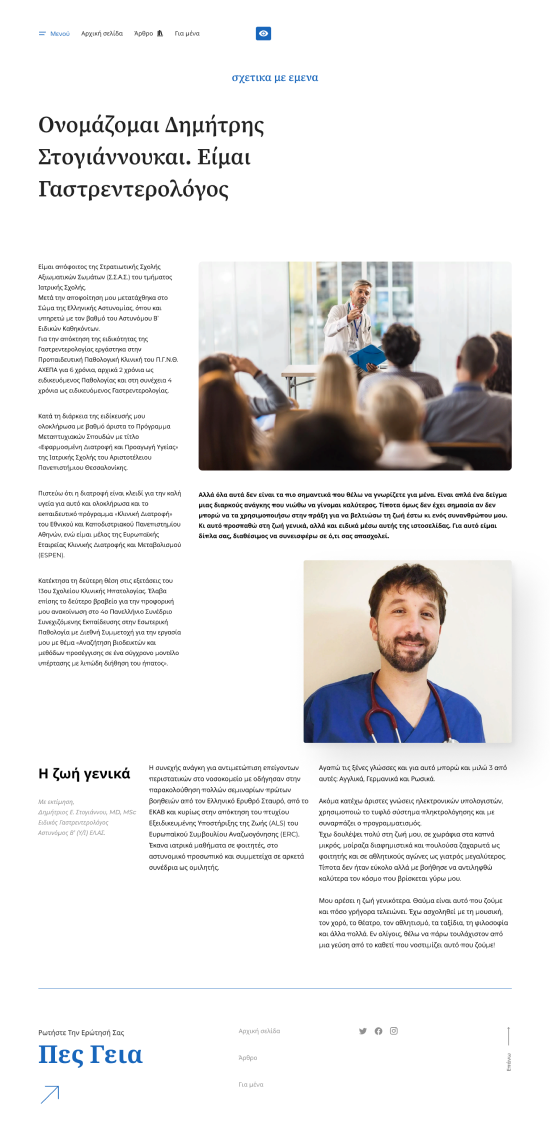 Μενού Αρχική σελίδα Άρθρο Για μένα
σχετικα με εμενα
Ονομάζομαι Δημήτρης
Στογιάννουκαι. Είμαι
Γαστρεντερολόγος
Είμαι απόφοιτος της Στρατιωτικής Σχολής
Αξιωματικών Σωμάτων (Σ.Σ.Α.Σ.) του τμήματος
Ιατρικής Σχολής.
Μετά την αποφοίτηση μου μετατάχθηκα στο
Σώμα της Ελληνικής Αστυνομίας, όπου και
υπηρετώ με τον βαθμό του Αστυνόμου Β'
Ειδικών Καθηκόντων.
Για την απόκτηση της ειδικότητας της
Γαστρεντερολογίας εργάστηκα στην
Προπαιδευτική Παθολογική Κλινική του Π.Γ.Ν.Θ.
ΑΧΕΠΑ για 6 χρόνια, αρχικά 2 χρόνια ως
ειδικευόμενος Παθολογίας και στη συνέχεια 4
χρόνια ως ειδικευόμενος Γαστρεντερολογίας.
Κατά τη διάρκεια της ειδίκευσής μου
ολοκλήρωσα με βαθμό άριστα το Πρόγραμμα
Μεταπτυχιακών Σπουδών με τίτλο
«Εφαρμοσμένη Διατροφή και Προαγωγή Υγείας»
της Ιατρικής Σχολής του Αριστοτέλειου
Πανεπιστήμιου Θεσσαλονίκης.
Πιστεύω ότι η διατροφή είναι κλειδί για την καλή
υγεία για αυτό και ολοκλήρωσα και το
εκπαιδευτικό πρόγραμμα «Κλινική Διατροφή»
του Εθνικού και Καποδιστριακού Πανεπιστημίου
Αθηνών, ενώ είμαι μέλος της Ευρωπαϊκής
Εταιρείας Κλινικής Διατροφής και Μεταβολισμού
(ESPEN).
Κατέκτησα τη δεύτερη θέση στις εξετάσεις του
13ου Σχολείου Κλινικής Ηπατολογίας. Έλαβα
επίσης το δεύτερο βραβείο για την προφορική
μου ανακοίνωση στο 4ο Πανελλήνιο Συνέδριο
Συνεχιζόμενης Εκπαίδευσης στην Εσωτερική
Παθολογία με Διεθνή Συμμετοχή για την εργασία
μου με θέμα «Αναζήτηση βιοδεικτών και
μεθόδων προσέγγισης σε ένα σύγχρονο μοντέλο
υπέρτασης με λιπώδη διήθηση του ήπατος».
Αλλά όλα αυτά δεν είναι τα πιο σημαντικά που θέλω να γνωρίζετε για μένα. Είναι απλά ένα δείγμα
μιας διαρκούς ανάγκης που νιώθω να γίνομαι καλύτερος. Τίποτα όμως δεν έχει σημασία αν δεν
μπορώ να τα χρησιμοποιήσω στην πράξη για να βελτιώσω τη ζωή έστω κι ενός συνανθρώπου μου.
Κι αυτό προσπαθώ στη ζωή γενικά, αλλά και ειδικά μέσω αυτής της ιστοσελίδας. Για αυτό είμαι
δίπλα σας, διαθέσιμος να συνεισφέρω σε ό,τι σας απασχολεί.
Η ζωή γενικά
Με εκτίμηση,
Δημήτριος Ε. Στογιάννου, M.D, MSc
Ειδικός Γαστρεντερολόγος
Αστυνόμος Β' (ΥΓ) ΕΛ.ΑΣ.
Η συνεχής ανάγκη για αντιμετώπιση επείγοντων
περιστατικών στο νοσοκομείο με οδήγησαν στην
παρακολούθηση πολλών σεμιναρίων πρώτων
βοηθειών από τον Ελληνικό Ερυθρό Σταυρό, από το
ΕΚΑΒ και κυρίως στην απόκτηση του πτυχίου
Εξειδικευμένης Υποστήριξης της Ζωής (ALS) του
Ευρωπαϊκού Συμβουλίου Αναζωογόνησης (ERC).
Έκανα ιατρικά μαθήματα σε φοιτητές, στο
αστυνομικό προσωπικό και συμμετείχα σε αρκετά
συνέδρια ως ομιλητής.
Αγαπώ τις ξένες γλώσσες και για αυτό μπορώ και μιλώ 3 από
αυτές: Αγγλικά, Γερμανικά και Ρωσικά.
Ακόμα κατέχω άριστες γνώσεις ηλεκτρονικών υπολογιστών,
χρησιμοποιώ το τυφλό σύστημα πληκτρολόγησης και με
συναρπάζει ο προγραμματισμός.
Έχω δουλέψει πολύ στη ζωή μου, σε χωράφια στα καπνά
μικρός, μοίραζα διαφημιστικά και πουλούσα ζαχαρωτά ως
φοιτητής και σε αθλητικούς αγώνες ως γιατρός μεγαλύτερος.
Τίποτα δεν ήταν εύκολο αλλά με βοήθησε να αντιληφθώ
καλύτερα τον κόσμο που βρίσκεται γύρω μου.
Μου αρέσει η ζωή γενικότερα. Θαύμα είναι αυτό που ζούμε
και πόσο γρήγορα τελειώνει. Έχω ασχοληθεί με τη μουσική,
τον χορό, το θέατρο, τον αθλητισμό, τα ταξίδια, τη φιλοσοφία
και άλλα πολλά. Εν ολίγοις, θέλω να πάρω τουλάχιστον από
μια γεύση από το καθετί που νοστιμίζει αυτό που ζούμε!
Ρωτήστε Την Ερώτησή Σας
Πες Γεια
Αρχική σελίδα
Άρθρο
Για μένα
Επάνω